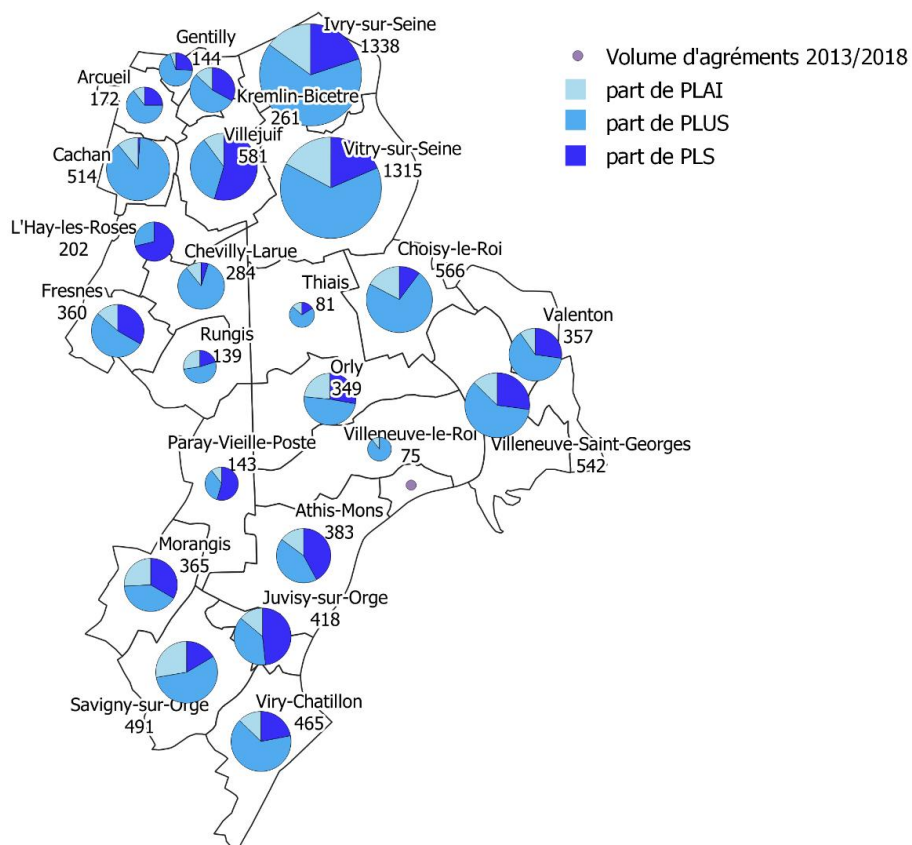 Ivry-sur-Seine
1338
Gentilly
144
Arcueil
172
Kremlin-Bicetre
261
Villejuif
581
Vitry-sur-Seine
1315
Cachan
514
L'Hay-les-Roses
202
Chevilly-Larue
284
Choisy-le-Roi
566
Thiais
81
Fresnes
360
Valenton
357
Rungis
139
Orly
349
Villeneuve-le-Roi
75
Villeneuve-Saint-Georges
542
Paray-Vieille-Poste
143
Athis-Mons
383
Morangis
365
Juvisy-sur-Orge
418
Savigny-sur-Orge
491
Viry-Chatillon
465
Volume d'agréments 2013/2018
part de PLAI
part de PLUS
part de PLS